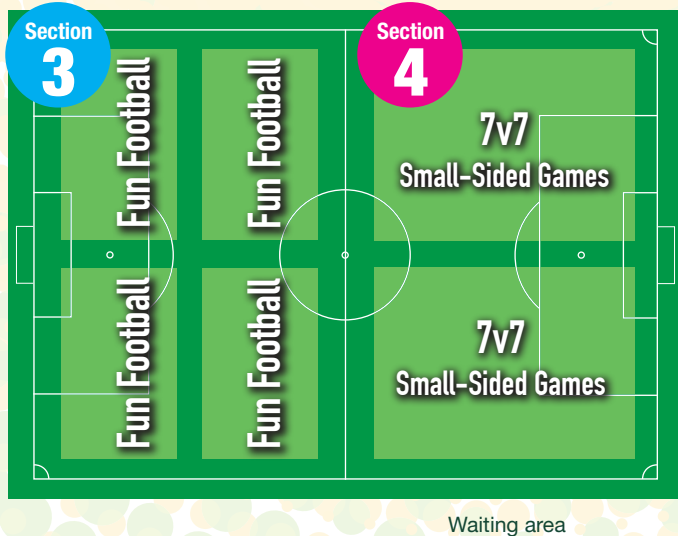 Section
3
Section
4
Fun Football
Fun Football
7v7
Small-Sided Games
Fun Football
Fun Football
7v7
Small-Sided Games
Waiting area